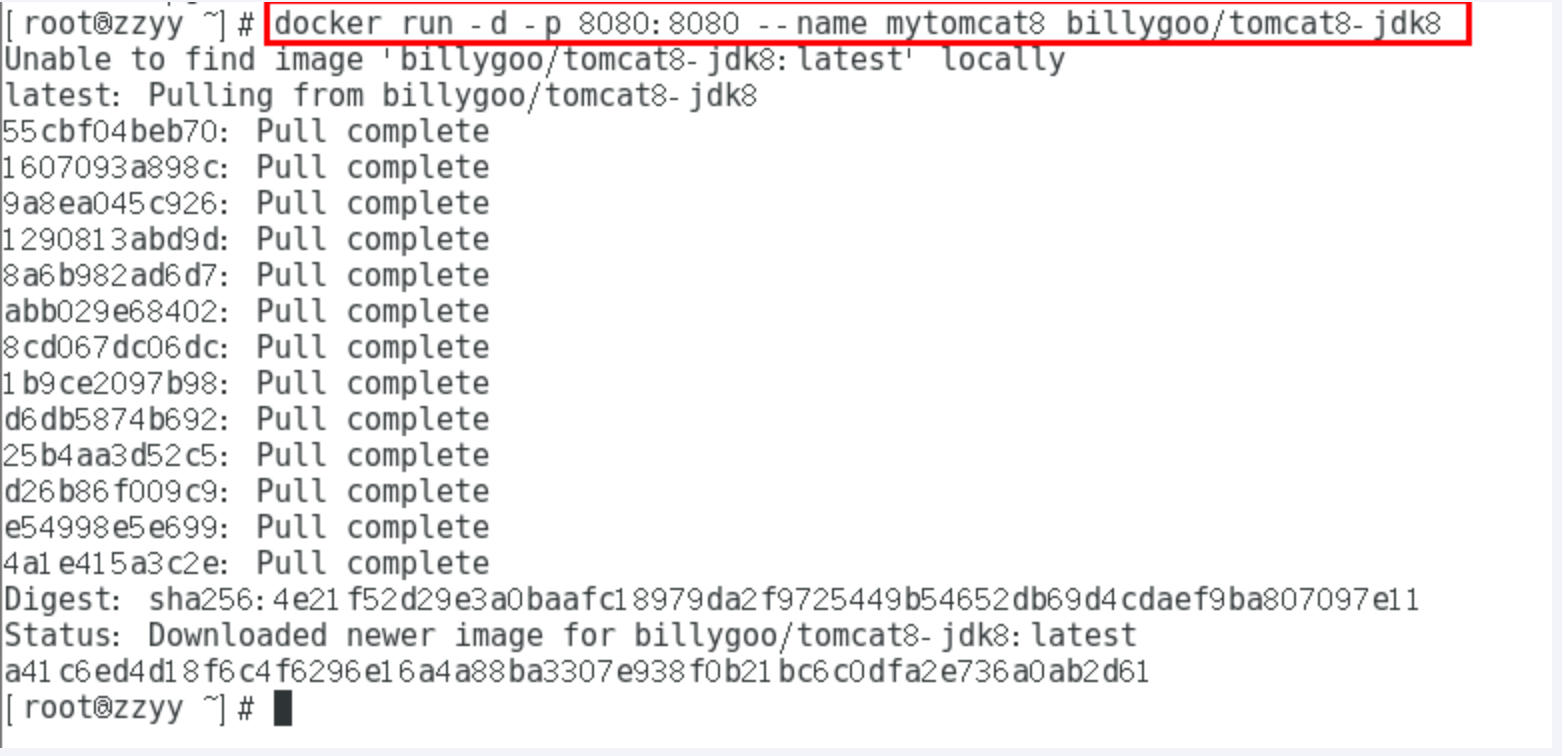 [root@zzyy ~]# docker run -d -p 8080:8080 --name mytomcat8 billygoo/tomcat8-jdk8
Unable to find image 'billygoo/tomcat8-jdk8:latest' locally
latest: Pulling from billygoo/tomcat8-jdk8
55cbf04beb70: Pull complete
1607093a898c: Pull complete
9a8ea045c926: Pull complete
1290813abd9d: Pull complete
8a6b982ad6d7: Pull complete
abb029e68402: Pull complete
8cd067dc06dc: Pull complete
1b9ce2097b98: Pull complete
d6db5874b692: Pull complete
25b4aa3d52c5: Pull complete
d26b86f009c9: Pull complete
e54998e5e699: Pull complete
4a1e415a3c2e: Pull complete
Digest: sha256:4e21f52d29e3a0baafc18979da2f9725449b54652db69d4cdaef9ba807097e11
Status: Downloaded newer image for billygoo/tomcat8-jdk8:latest
a41c6ed4d18f6c4f6296e16a4a88ba3307e938f0b21bc6c0dfa2e736a0ab2d61
[root@zzyy ~]#